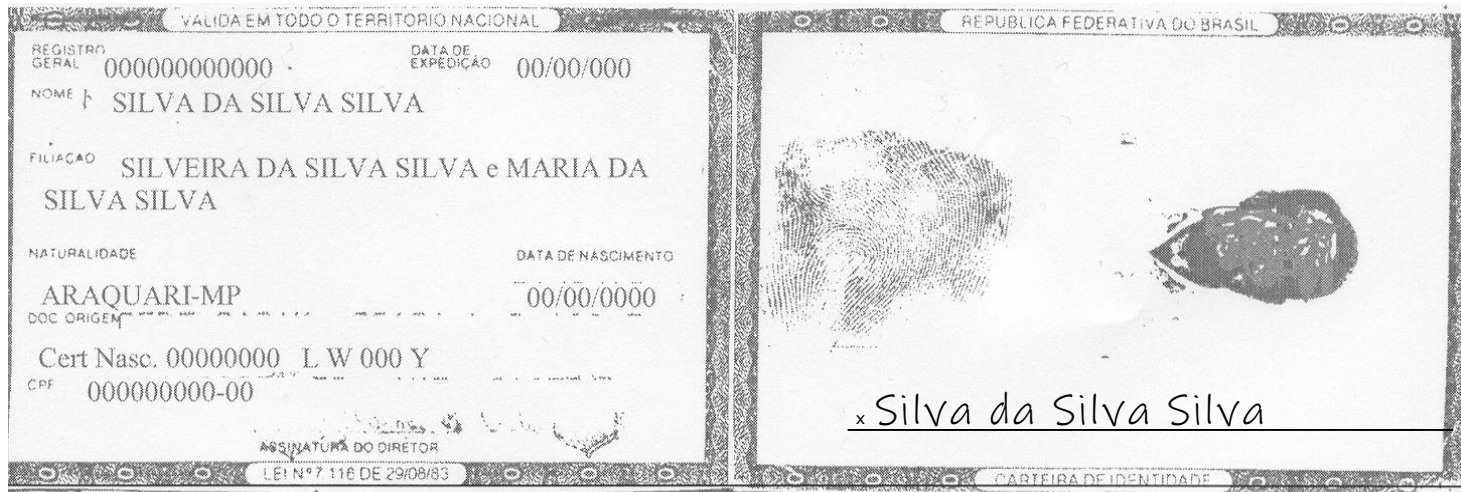 VALIDA EM TODO O TERRITORIO NACIONAL
REGISTRO GERAL 000000000000 DATA DE EXPEDIÇÃO 00/00/000
NOME SILVA DA SILVA SILVA
FILIAÇÃO SILVEIRA DA SILVA SILVA e MARIA DA
SILVA SILVA
NATURALIDADE DATA DE NASCIMENTO
ARAQUARI-MP 00/00/0000
DOC ORIGEM
Cert Nasc. 00000000 L W 000 Y
CPF 000000000-00
ASSINATURA DO DIRETOR
LEI Nº 7.116 DE 29/08/83
REPUBLICA FEDERATIVA DO BRASIL
x Silva da Silva Silva
CARTEIRA DE IDENTIDADE